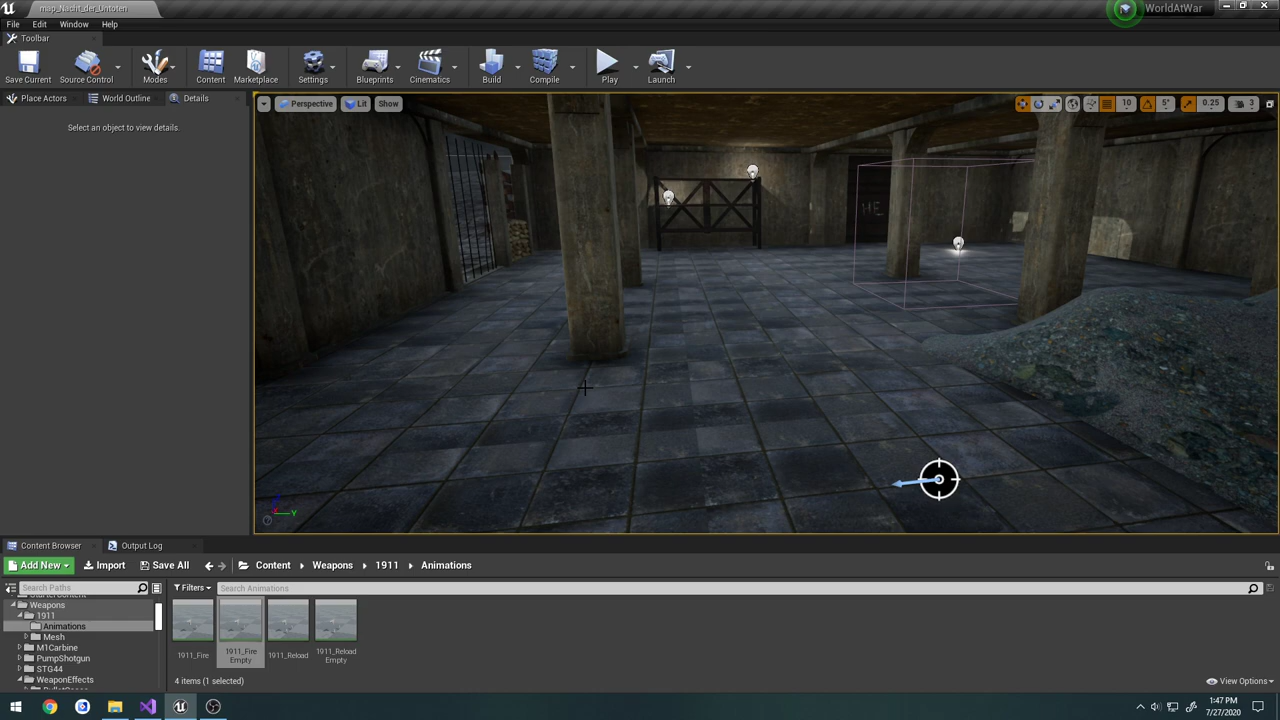 map_Nacht_der_Untoten
WorldAtWar
File Edit Window Help
Toolbar
Save Current
Source Control
Modes
Content
Marketplace
Settings
Blueprints
Cinematics
Build
Compile
Play
Launch
Place Actors
World Outline
Details
Select an object to view details.
Perspective
Lit
Show
10
5°
0.25
3
HE
Y
Content Browser
Output Log
Add New
Import
Save All
Content
Weapons
1911
Animations
Search Paths
Filters
Search Animations
Weapons
1911
Animations
Mesh
M1Carbine
PumpShotgun
STG44
WeaponEffects
1911_Fire
1911_Fire
Empty
1911_Reload
1911_Reload
Empty
4 items (1 selected)
View Options
1:47 PM
7/27/2020